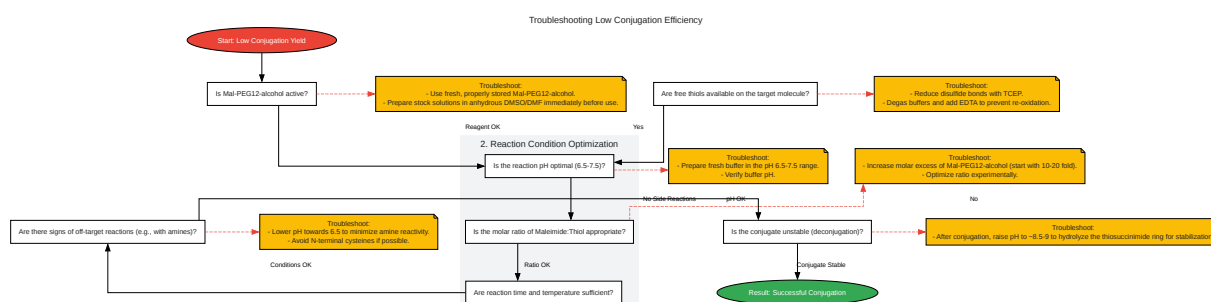 Troubleshooting Low Conjugation Efficiency
Start: Low Conjugation Yield
Is Mal-PEG12-alcohol active?
Troubleshoot:
- Use fresh, properly stored Mal-PEG12-alcohol.
- Prepare stock solutions in anhydrous DMSO/DMF immediately before use.
Are free thiols available on the target molecule?
Troubleshoot:
- Reduce disulfide bonds with TCEP.
- Degas buffers and add EDTA to prevent re-oxidation.
Reagent OK
Yes
2. Reaction Condition Optimization
Is the reaction pH optimal (6.5-7.5)?
Troubleshoot:
- Prepare fresh buffer in the pH 6.5-7.5 range.
- Verify buffer pH.
Troubleshoot:
- Increase molar excess of Mal-PEG12-alcohol (start with 10-20 fold).
- Optimize ratio experimentally.
No Side Reactions
pH OK
No
Are there signs of off-target reactions (e.g., with amines)?
Troubleshoot:
- Lower pH towards 6.5 to minimize amine reactivity.
- Avoid N-terminal cysteines if possible.
Is the molar ratio of Maleimide:Thiol appropriate?
Is the conjugate unstable (deconjugation)?
Troubleshoot:
- After conjugation, raise pH to ~8.5-9 to hydrolyze the thiosuccinimide ring for stabilization
Conditions OK
Ratio OK
Conjugate Stable
Are reaction time and temperature sufficient?
Result: Successful Conjugation